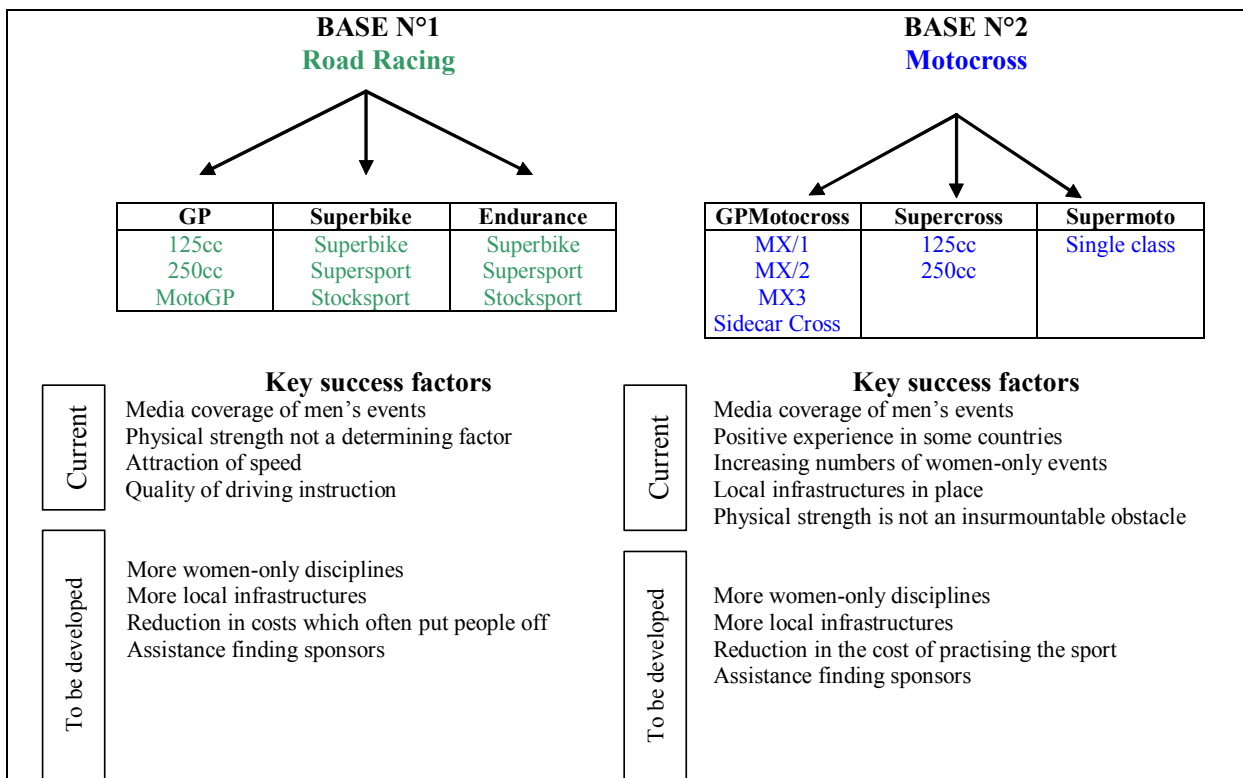 BASE N°1
Road Racing
GP Superbike Endurance
125cc Superbike Superbike
250cc Supersport Supersport
MotoGP Stocksport Stocksport
Key success factors
Current
Media coverage of men's events
Physical strength not a determining factor
Attraction of speed
Quality of driving instruction
To be developed
More women-only disciplines
More local infrastructures
Reduction in costs which often put people off
Assistance finding sponsors
BASE N°2
Motocross
GPMotocross Supercross Supermoto
MX/1 125cc Single class
MX/2 250cc
MX3
Sidecar Cross
Key success factors
Current
Media coverage of men's events
Positive experience in some countries
Increasing numbers of women-only events
Local infrastructures in place
Physical strength is not an insurmountable obstacle
To be developed
More women-only disciplines
More local infrastructures
Reduction in the cost of practising the sport
Assistance finding sponsors